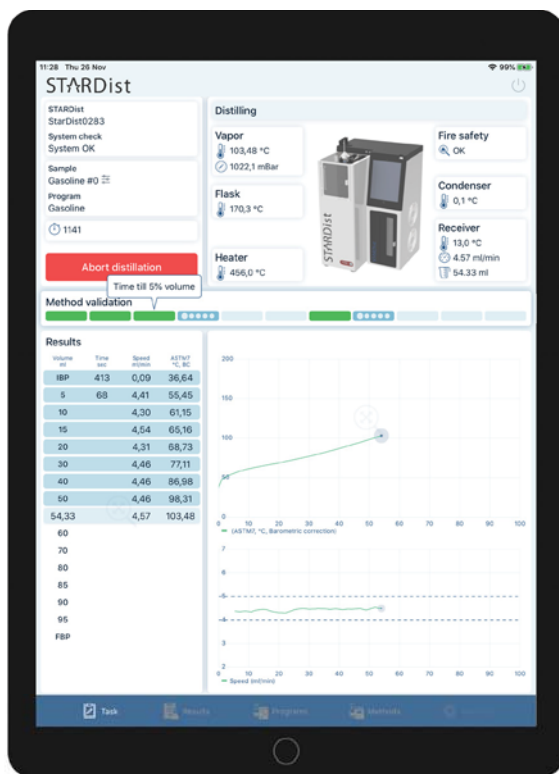 11:28 Thu 26 Nov
99%
STARDist
STARDist
StarDist0283
System check
System OK
Sample
Gasoline #0
Program
Gasoline
1141
Abort distillation
Distilling
Vapor
103,48 °C
1022,1 mBar
Flask
170,3 °C
Heater
456,0 °C
STARDist
Fire safety
OK
Condenser
0,1 °C
Receiver
13,0 °C
4.57 ml/min
54.33 ml
Time till 5% volume
Method validation
Results
Volume ml Time sec Speed ml/min ASTM7 °C, BC
IBP 413 0,09 36,64
5 68 4,41 55,45
10 4,30 61,15
15 4,54 65,16
20 4,31 68,73
30 4,46 77,11
40 4,46 86,98
50 4,46 98,31
54,33 4,57 103,48
60
70
80
85
90
95
FBP
200
150
100
50
0
0 10 20 30 40 50 60 70 80 90 100
(ASTM7, °C, Barometric correction)
7
6
5
4
3
2
0 10 20 30 40 50 60 70 80 90 100
Speed (ml/min)
Task Results Programs Methods